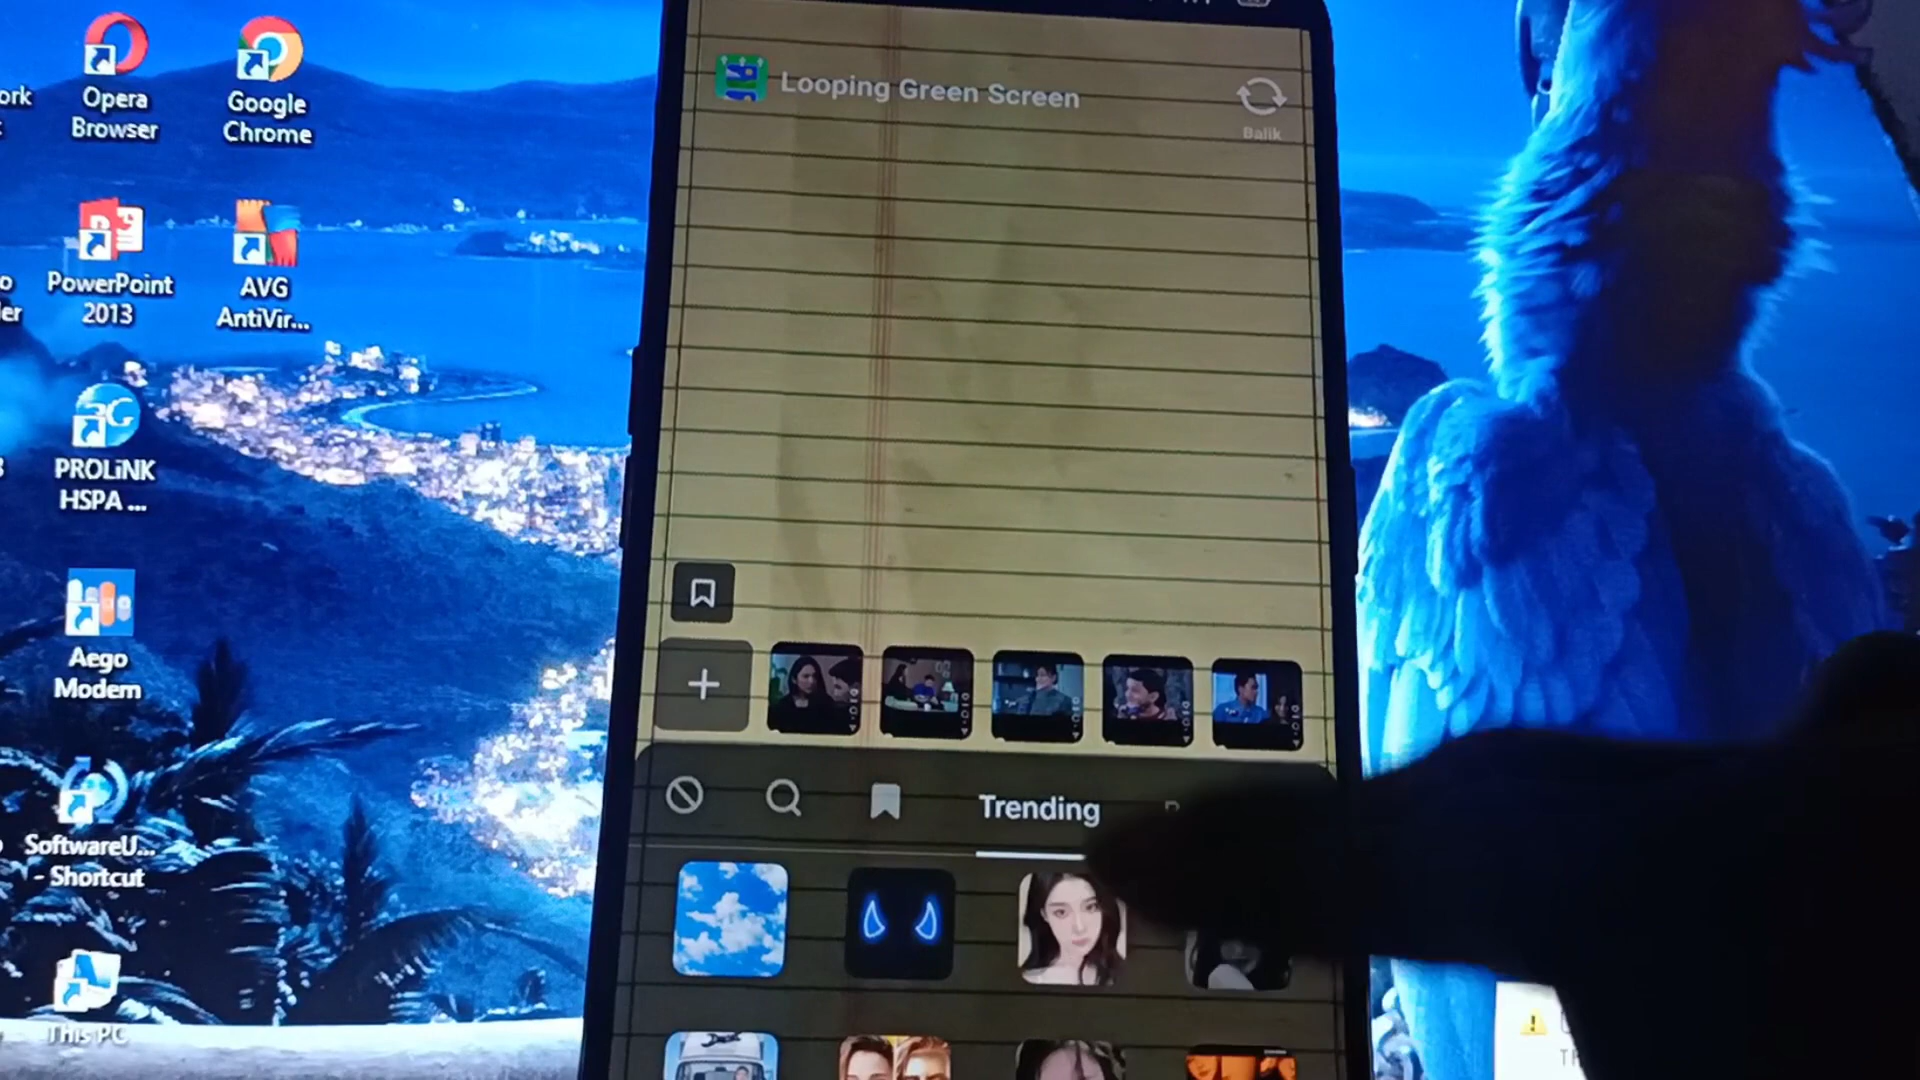 ork
Opera
Browser
Google
Chrome
PowerPoint
2013
AVG
AntiVir...
ler
PROLiNK
HSPA ...
Aego
Modem
SoftwareU...
- Shortcut
This PC
Looping Green Screen
Balik
Trending